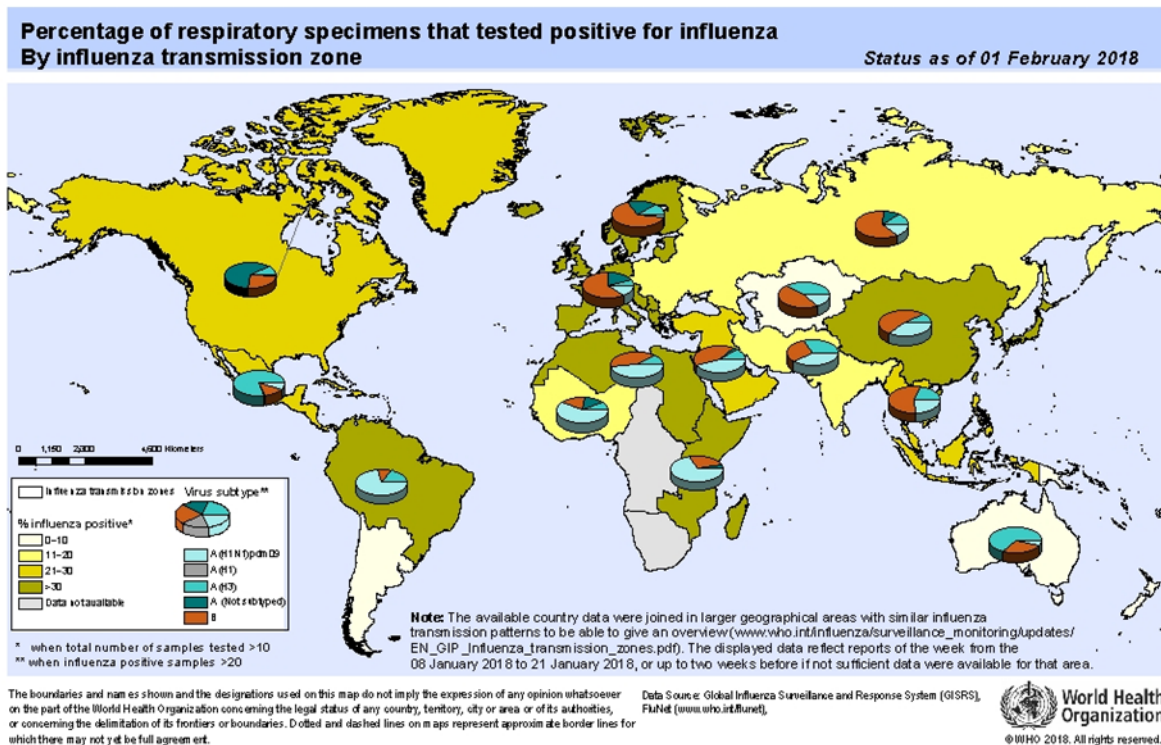 Percentage of respiratory specimens that tested positive for influenza
By influenza transmission zone
Status as of 01 February 2018
0 1,150 2,300 4,600 Kilometers
Influenza transmission zones
Virus subtype**
% influenza positive*
0-10
11-20
21-30
>30
Data not available
A(H1N1)pdm09
A(H1)
A(H3)
A (Not subtyped)
B
* when total number of samples tested >10
** when influenza positive samples >20
Note: The available country data were joined in larger geographical areas with similar influenza
transmission patterns to be able to give an overview (www.who.int/influenza/surveillance_monitoring/updates/
EN_GIP_Influenza_transmission_zones.pdf). The displayed data reflect reports of the week from the
08 January 2018 to 21 January 2018, or up to two weeks before if not sufficient data were available for that area.
The boundaries and names shown and the designations used on this map do not imply the expression of any opinion whatsoever
on the part of the World Health Organization concerning the legal status of any country, territory, city or area or of its authorities,
or concerning the delimitation of its frontiers or boundaries. Dotted and dashed lines on maps represent approximate border lines for
which there may not yet be full agreement.
Data Source: Global Influenza Surveillance and Response System (GISRS),
FluNet (www.who.int/flunet),
World Health
Organization
© WHO 2018. All rights reserved.